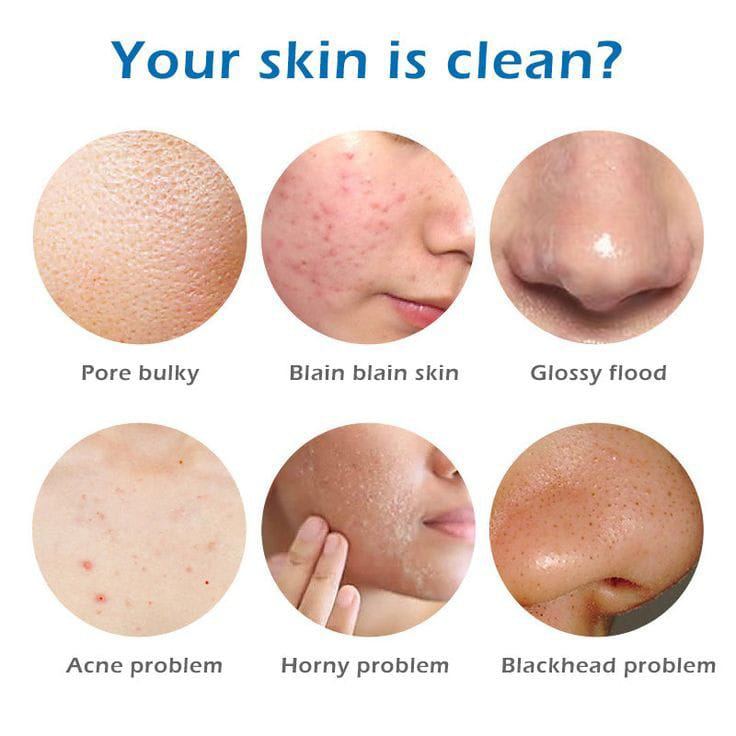 Your skin is clean?
Pore bulky
Blain blain skin
Glossy flood
Acne problem
Horny problem
Blackhead problem